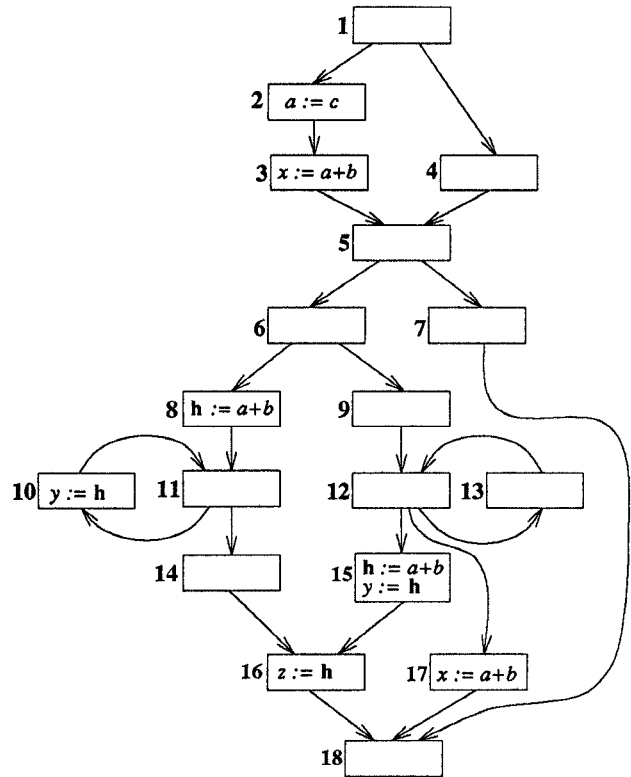 1
2 a := c
3 x := a+b
4
5
6
7
8 h := a+b
9
10 y := h
11
12
13
14
15 h := a+b
y := h
16 z := h
17 x := a+b
18